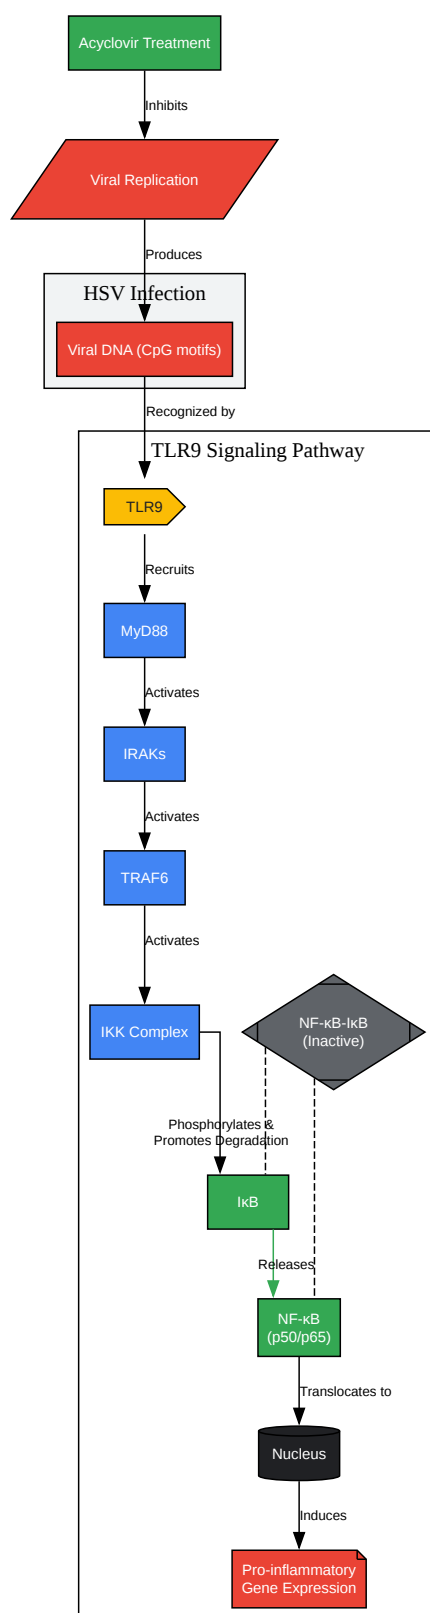 Acyclovir Treatment
Inhibits
Viral Replication
Produces
HSV Infection
Viral DNA (CpG motifs)
Recognized by
TLR9 Signaling Pathway
TLR9
Recruits
MyD88
Activates
IRAKs
Activates
TRAF6
Activates
IKK Complex
NF-κB-IκB
(Inactive)
Phosphorylates &
Promotes Degradation
IκB
Releases
NF-κB
(p50/p65)
Translocates to
Nucleus
Induces
Pro-inflammatory
Gene Expression